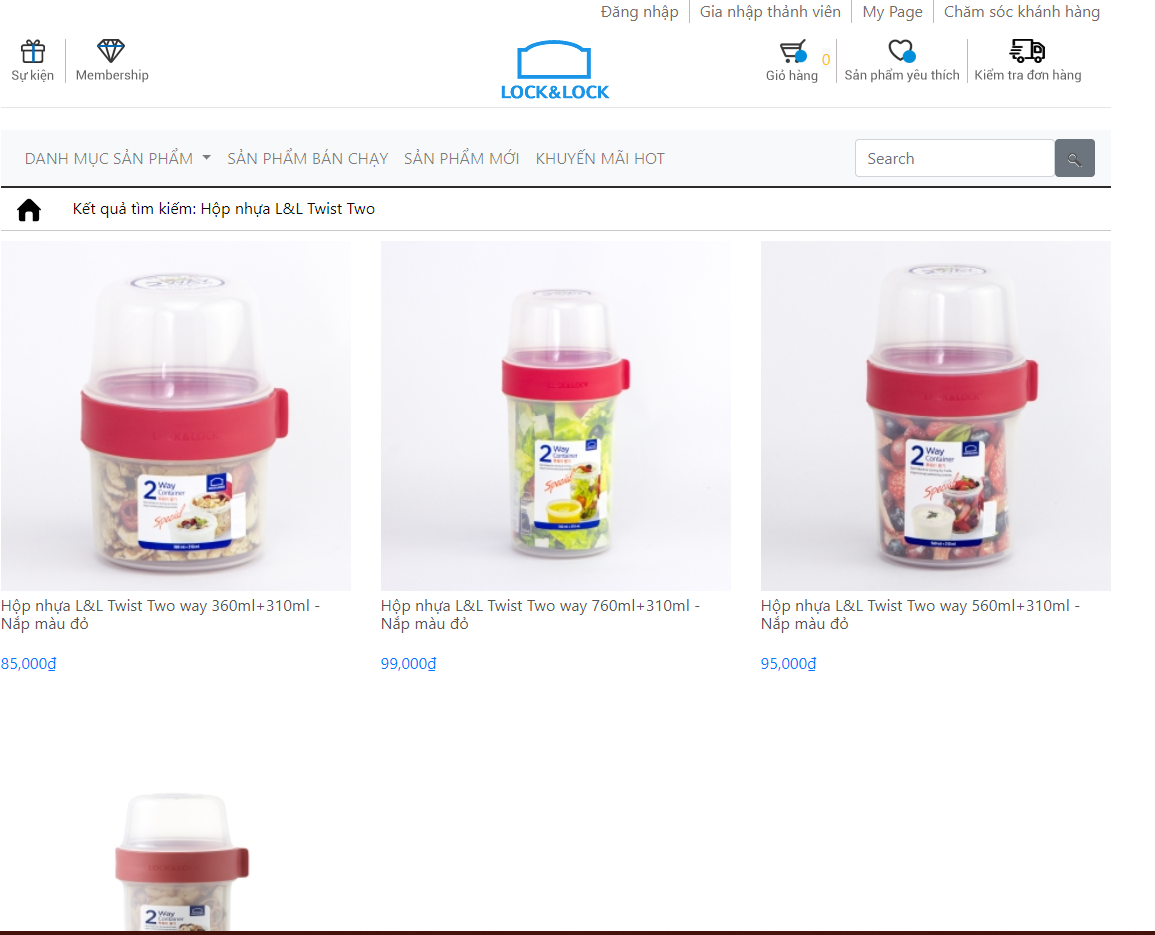 Đăng nhập
Gia nhập thành viên
My Page
Chăm sóc khánh hàng
Sự kiện
Membership
LOCK&LOCK
Giỏ hàng
0
Sản phẩm yêu thích
Kiểm tra đơn hàng
DANH MỤC SẢN PHẨM
SẢN PHẨM BÁN CHẠY
SẢN PHẨM MỚI
KHUYẾN MÃI HOT
Search
Kết quả tìm kiếm: Hộp nhựa L&L Twist Two
LOCK&LOCK
2 Way
Container
Special
LOCK&LOCK
2 Way
Container
Special
LOCK&LOCK
2 Way
Container
Special
Hộp nhựa L&L Twist Two way 360ml+310ml -
Nắp màu đỏ
85,000₫
Hộp nhựa L&L Twist Two way 760ml+310ml -
Nắp màu đỏ
99,000₫
Hộp nhựa L&L Twist Two way 560ml+310ml -
Nắp màu đỏ
95,000₫
LOCK&LOCK
2 Way
Container